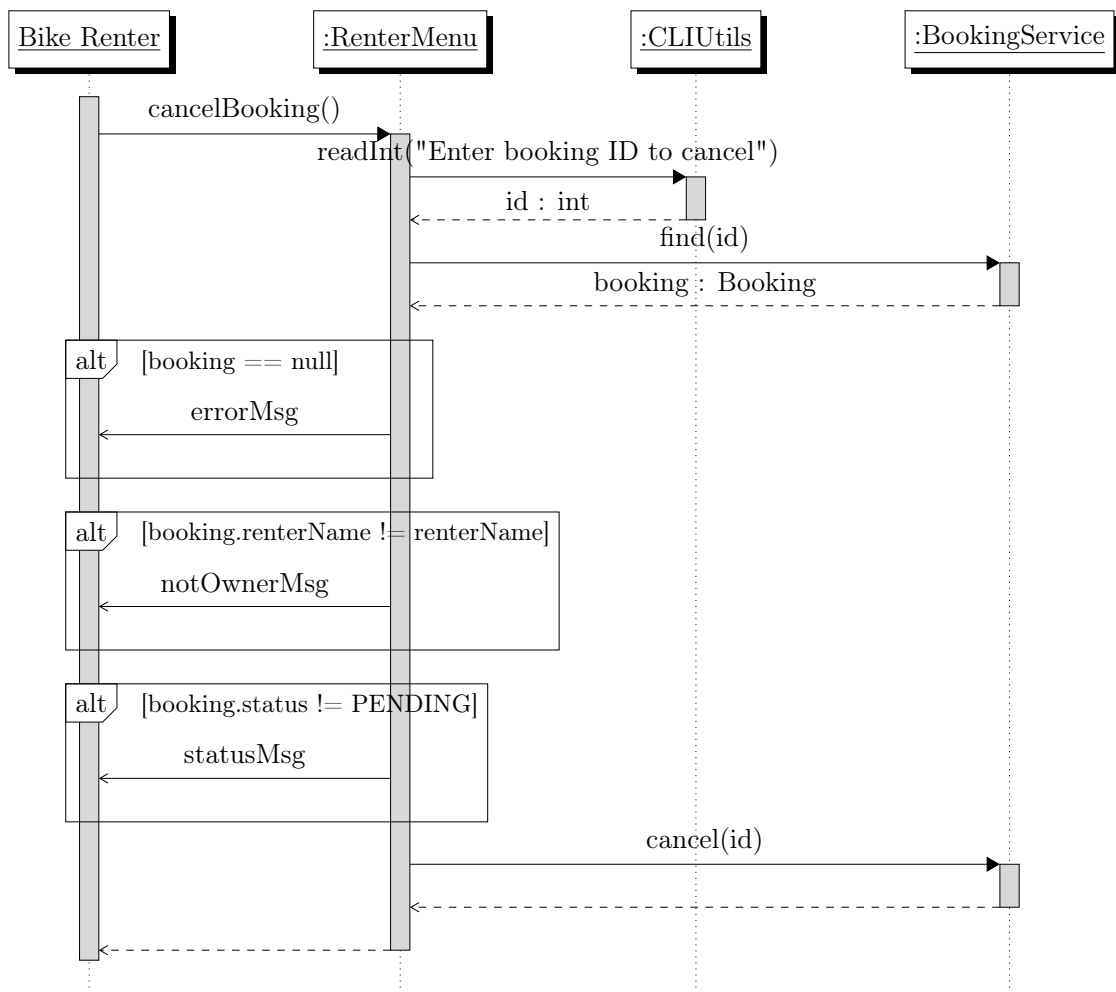 Bike Renter
:RenterMenu
:CLIUtils
:BookingService
cancelBooking()
readInt("Enter booking ID to cancel")
id : int
find(id)
booking : Booking
alt
[booking == null]
errorMsg
alt
[booking.renterName != renterName]
notOwnerMsg
alt
[booking.status != PENDING]
statusMsg
cancel(id)